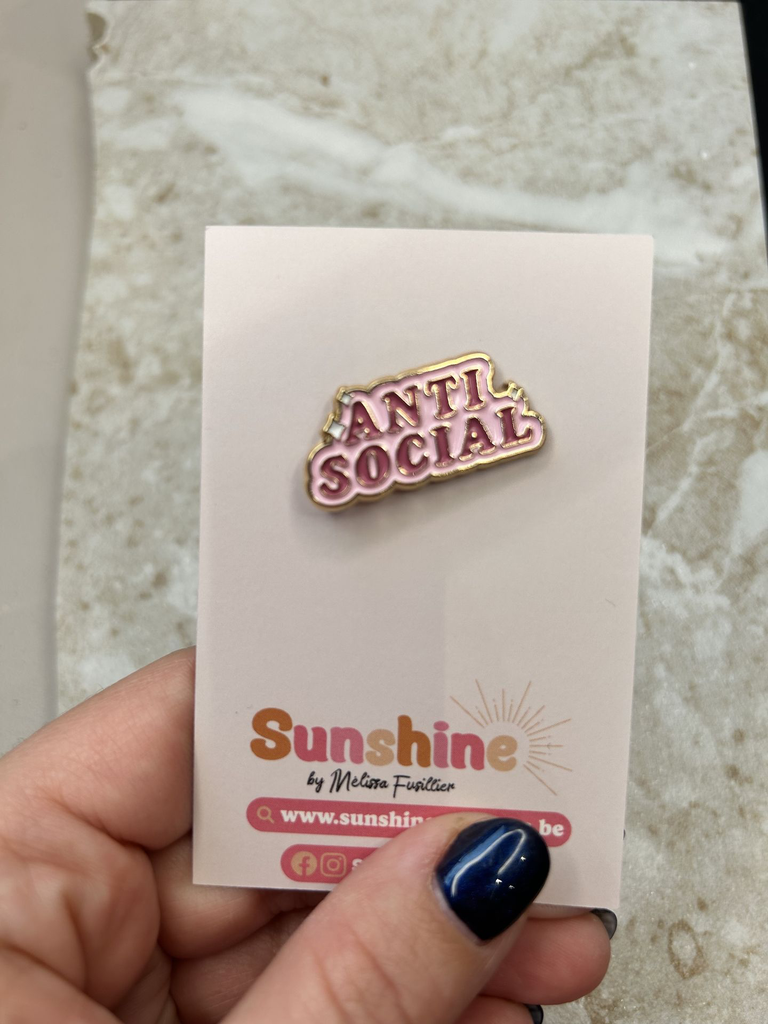 ANTI
SOCIAL
Sunshine
by Mélissa Fusillier
www.sunshin be